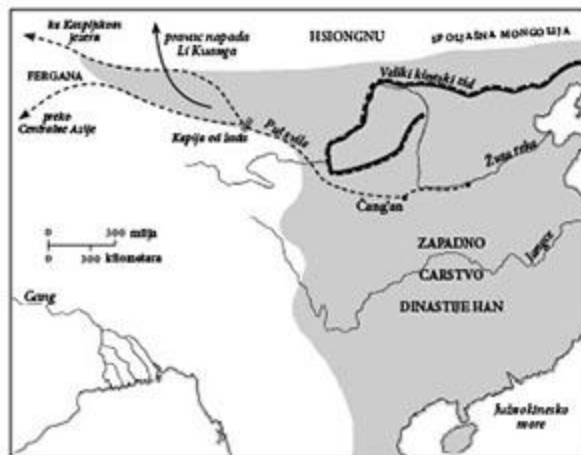 ka Kaspijskom
jezeru
pravac napada
Li Kuanga
HSIONGNU
SPOLJAŠNA MONGOLIJA
FERGANA
Veliki kineski zid
preko
Centralne Azije
Kapija od žada
Put svile
Žuta reka
Čang'an
0 300 milja
0 300
kilometara
ZAPADNO
CARSTVO
DINASTIJE HAN
Jangce
Gang
Južnokinesko
more